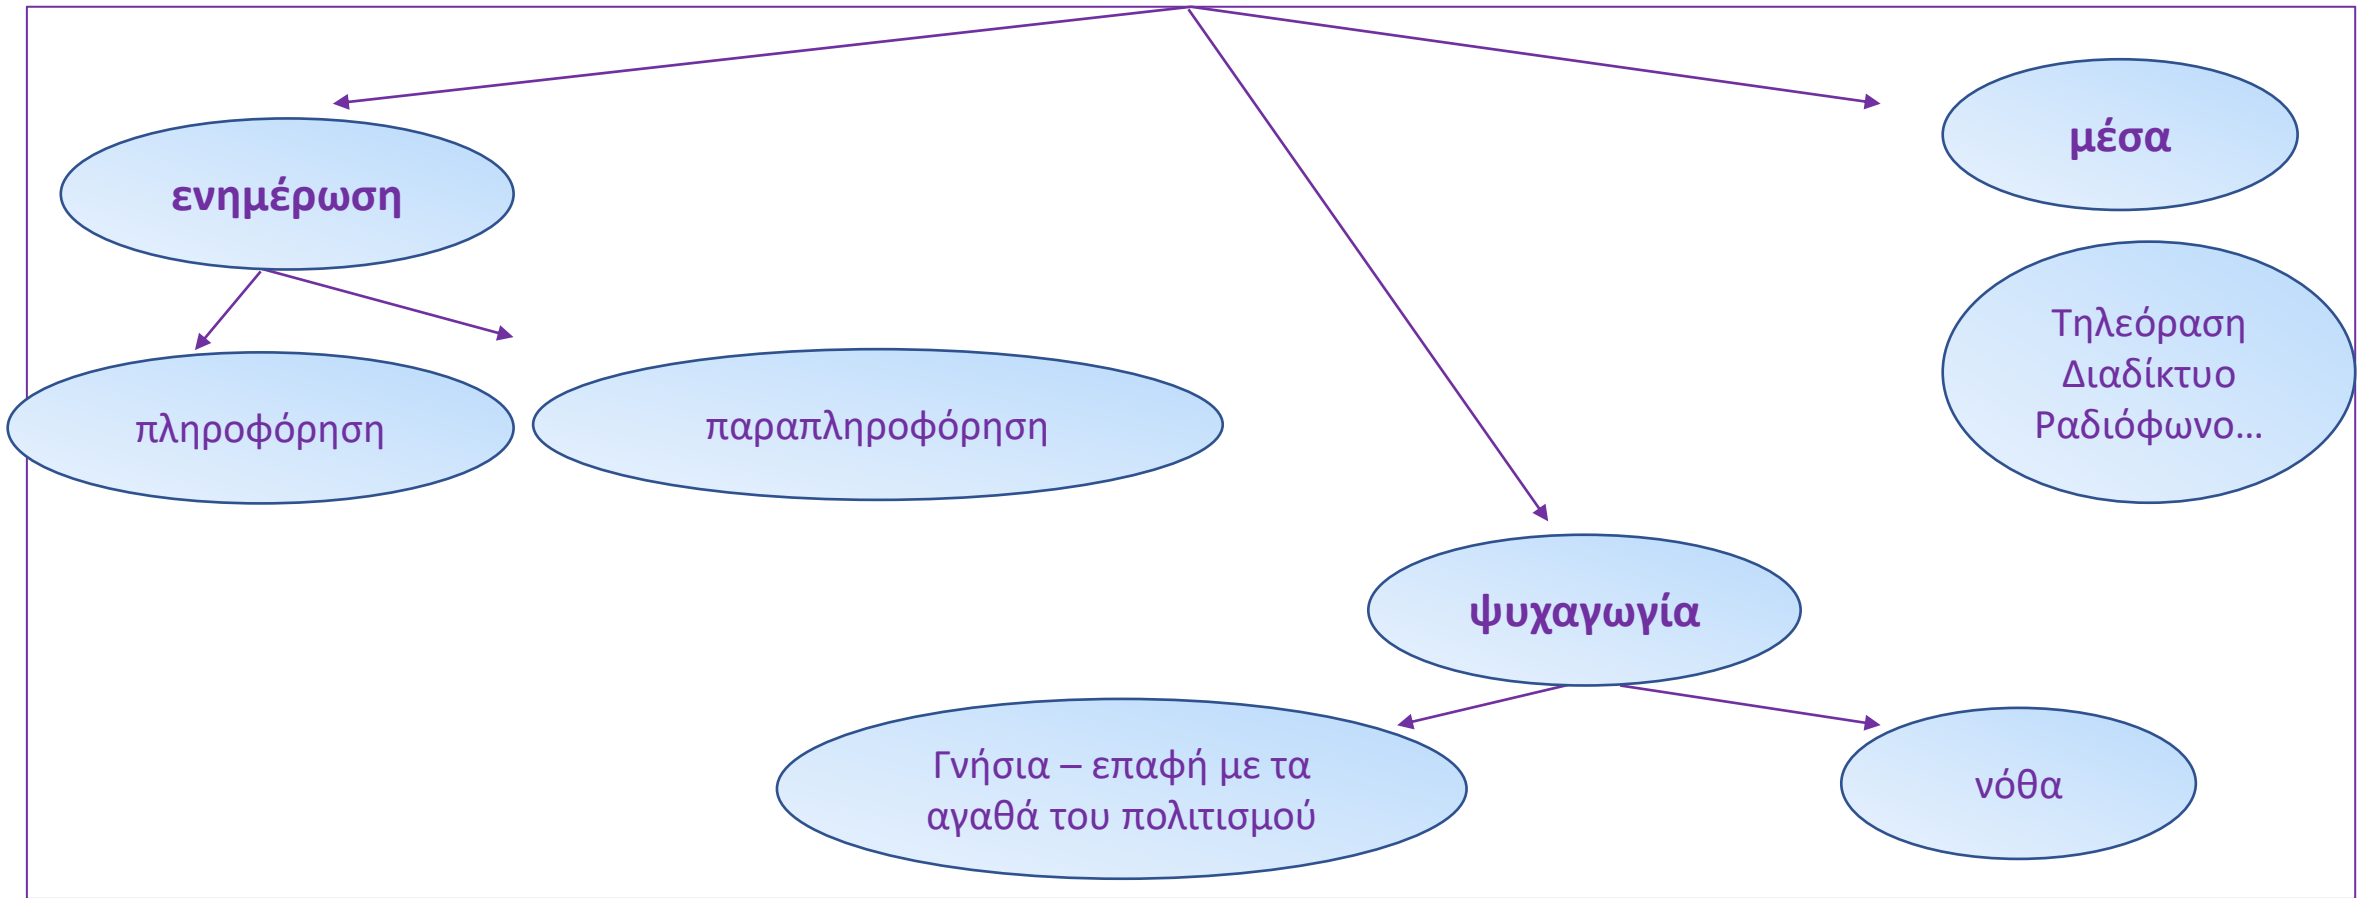 μέσα
ενημέρωση
Τηλεόραση
Διαδίκτυο
Ραδιόφωνο...
πληροφόρηση
παραπληροφόρηση
ψυχαγωγία
Γνήσια – επαφή με τα
αγαθά του πολιτισμού
νόθα